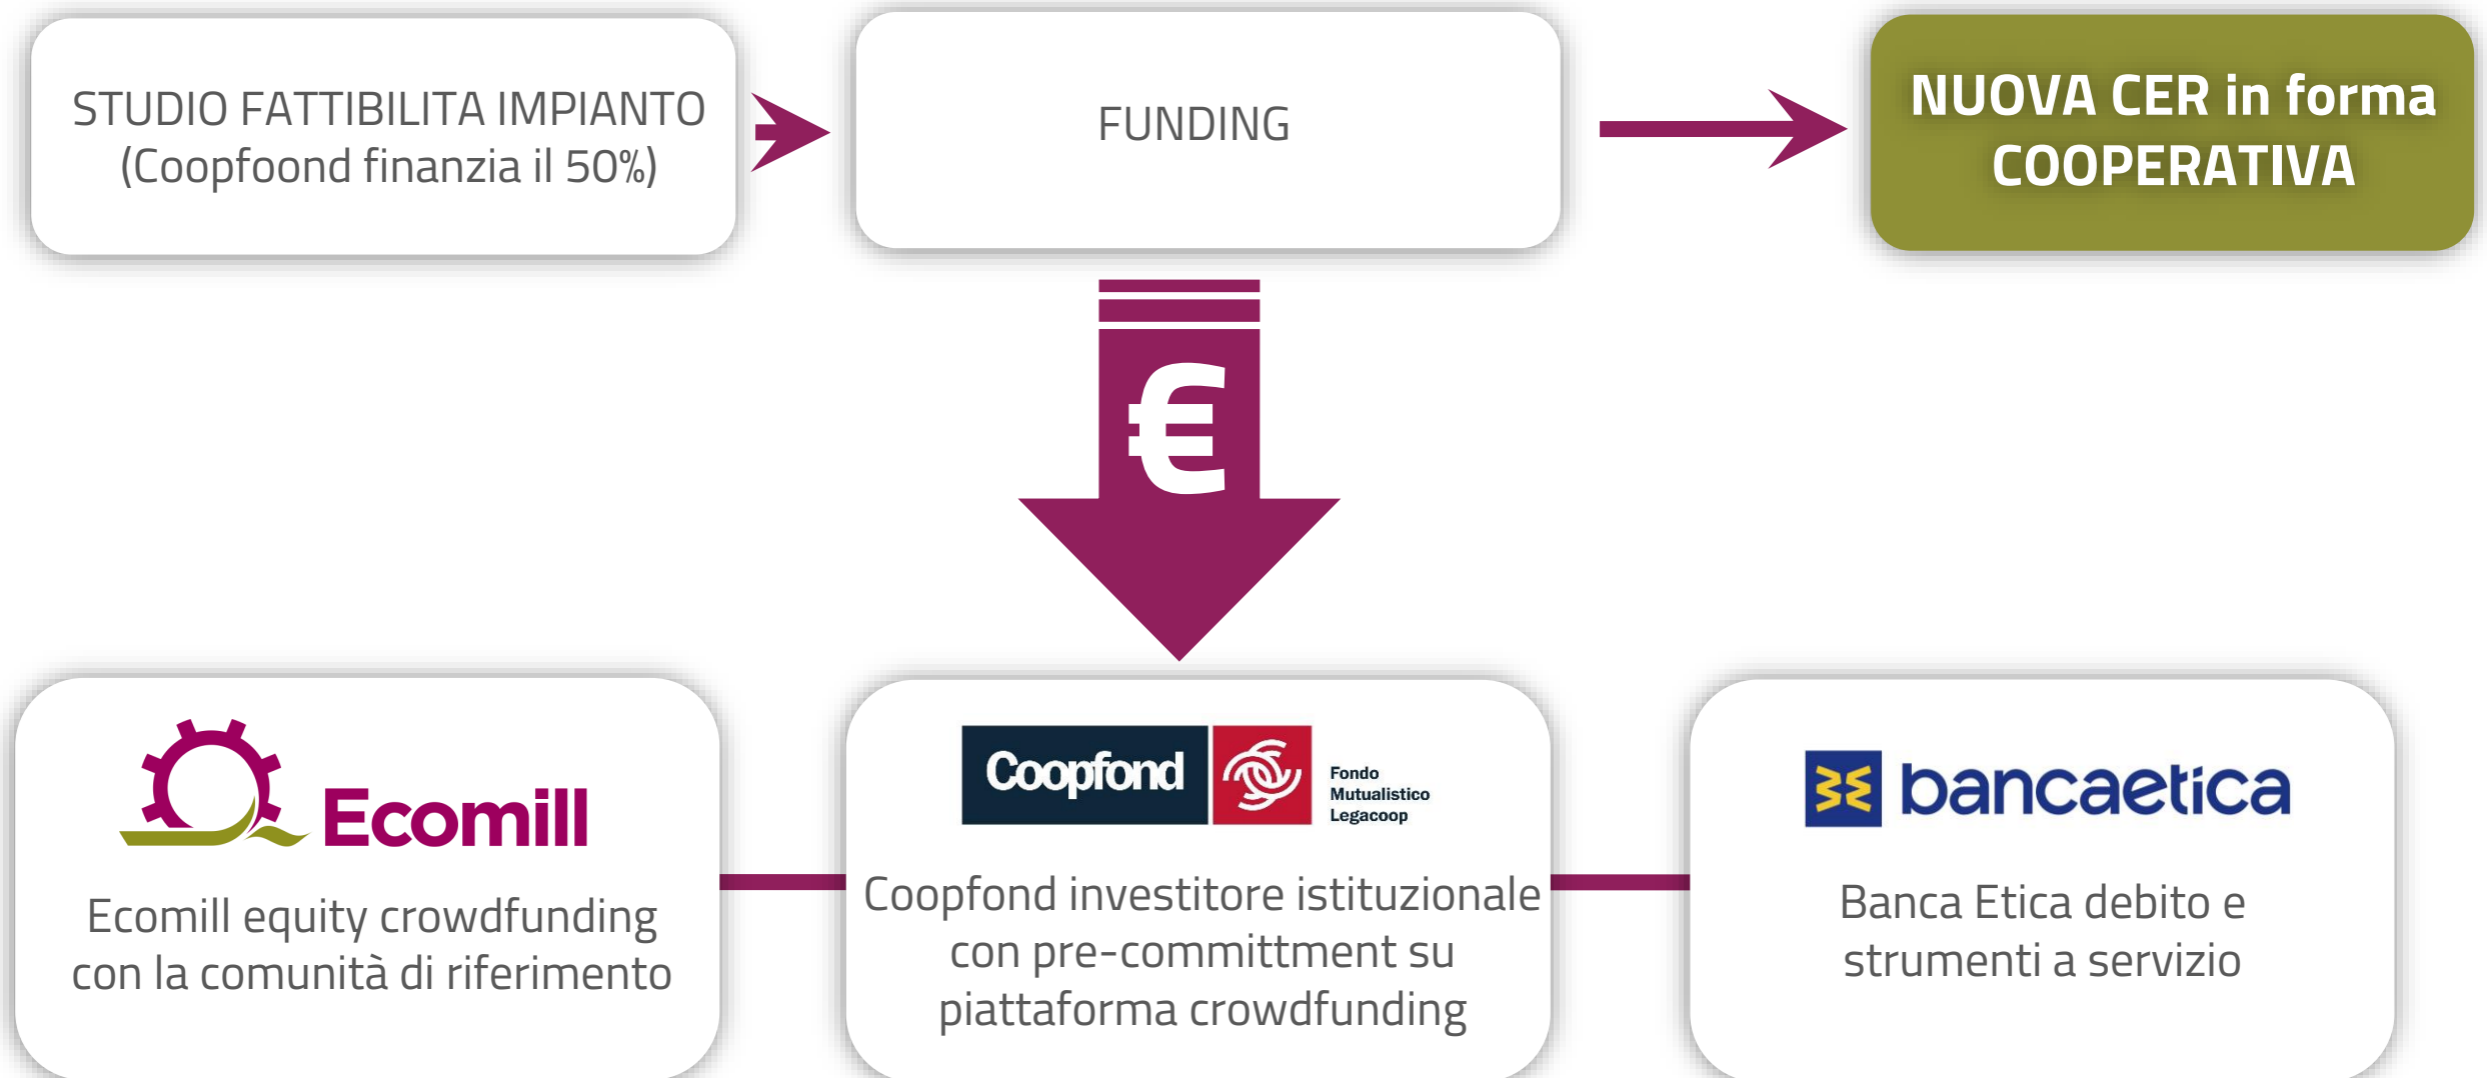 STUDIO FATTIBILITA IMPIANTO
(Coopfoond finanzia il 50%)
FUNDING
NUOVA CER in forma
COOPERATIVA
€
Ecomill
Ecomill equity crowdfunding
con la comunità di riferimento
Coopfond
Fondo
Mutualistico
Legacoop
Coopfond investitore istituzionale
con pre-committment su
piattaforma crowdfunding
bancaetica
Banca Etica debito e
strumenti a servizio